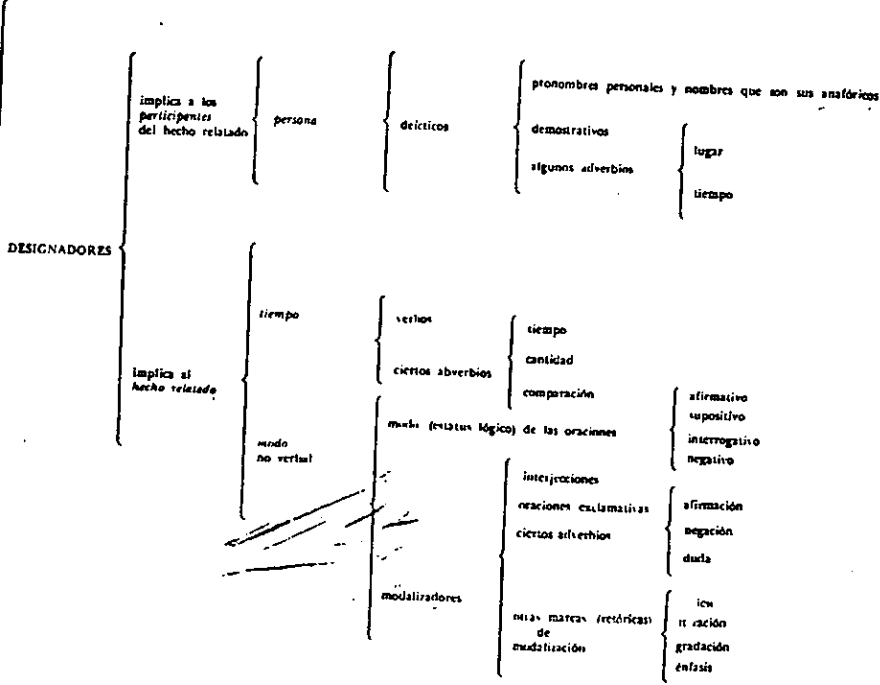 DESIGNADORES
implica a los
participentes
del hecho relatado
persona
deícticos
pronombres personales y nombres que son sus anafóricos
demostrativos
algunos adverbios
lugar
tiempo
implica al
hecho relatado
tiempo
verbos
ciertos abverbios
tiempo
cantidad
comparación
modo
no verbal
modo (estatus lógico) de las oraciones
afirmativo
supositivo
interrogativo
negativo
modalizadores
interjecciones
oraciones exclamativas
ciertos adverbios
afirmación
negación
duda
otras marcas (retóricas)
de
modalización
gradación
énfasis